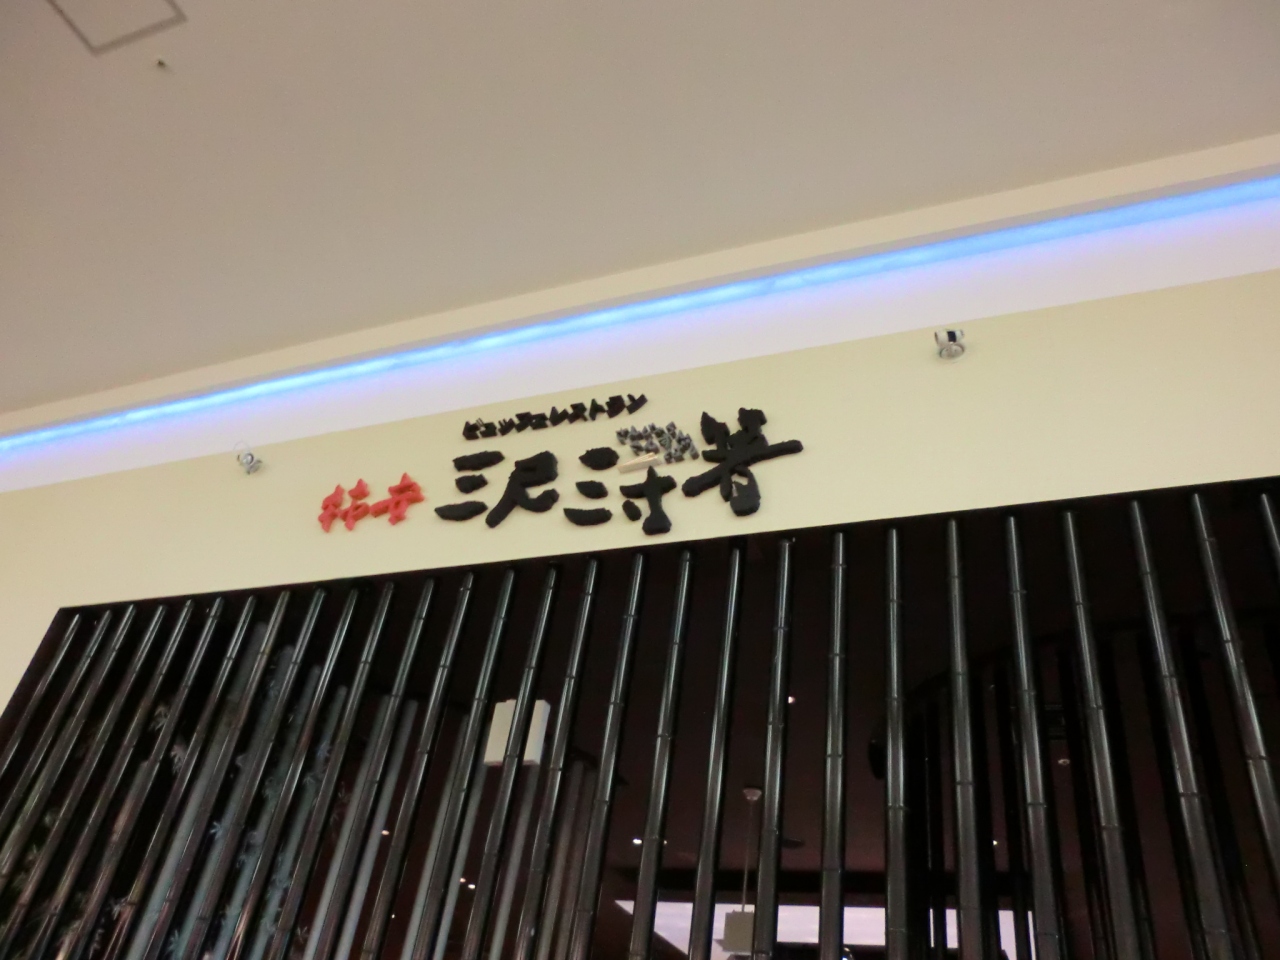 ビュッフェレストラン
柿安 三尺三寸箸